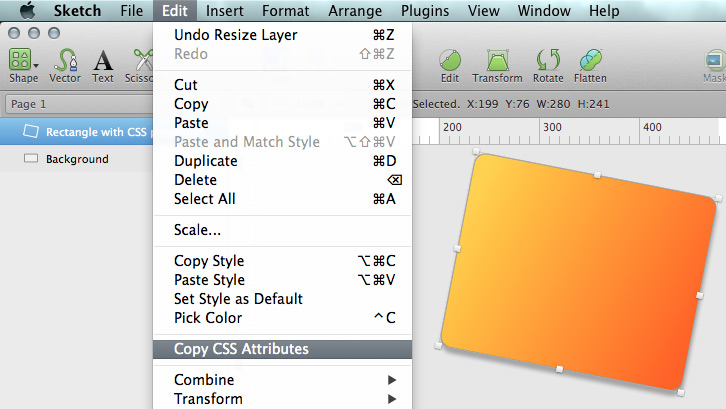 Sketch File Edit Insert Format Arrange Plugins View Window Help
Undo Resize Layer ⌘Z
Redo ⇧⌘Z
Shape Vector Text Edit Transform Rotate Flatten
Cut ⌘X
Page 1 Selected. X:199 Y:76 W:280 H:241
Copy ⌘C
Paste ⌘V
200 300 400
Rectangle with CSS
Paste and Match Style ⌥⇧⌘V
Background
Duplicate ⌘D
Delete ⌫
Select All ⌘A
Scale...
Copy Style ⌥⌘C
Paste Style ⌥⌘V
Set Style as Default
Pick Color ^C
Copy CSS Attributes
Combine ▶
Transform ▶